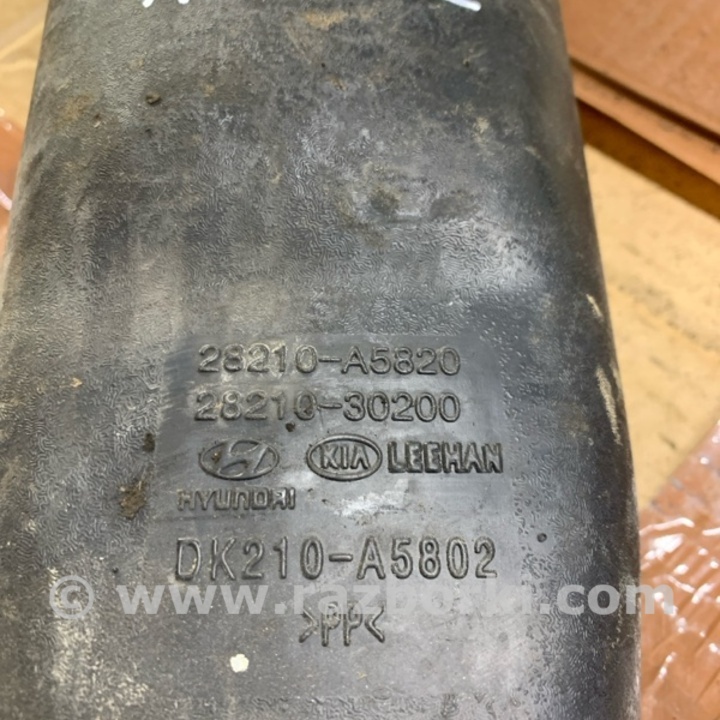 28210-A5820
28210-30200
KIA LEEHAN
HYUNDAI
DK210-A5802
© www.razborka.com
>PP<